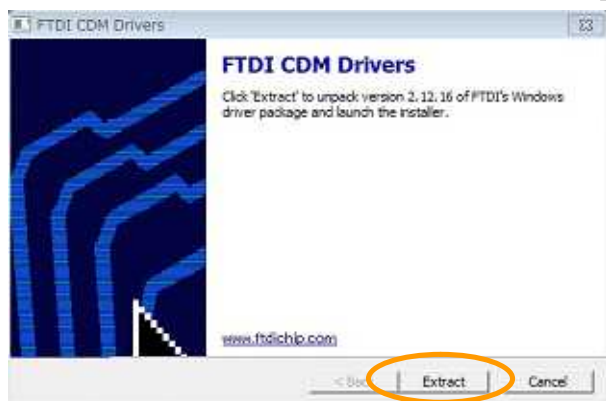 FTDI CDM Drivers
FTDI CDM Drivers
Click 'Extract' to unpack version 2.12.16 of FTDI's Windows
driver package and launch the installer.
www.ftdichip.com
< Back
Extract
Cancel